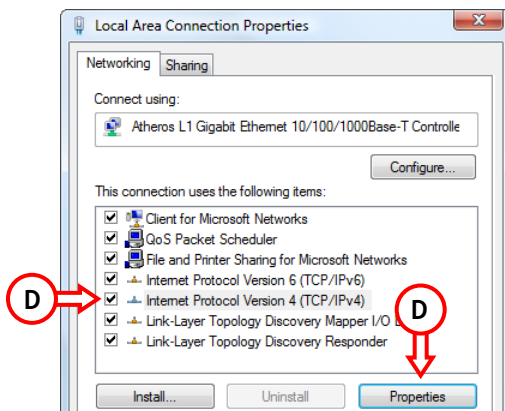 Local Area Connection Properties
Networking Sharing
Connect using:
Atheros L1 Gigabit Ethernet 10/100/1000Base-T Controlle
Configure...
This connection uses the following items:
Client for Microsoft Networks
QoS Packet Scheduler
File and Printer Sharing for Microsoft Networks
Internet Protocol Version 6 (TCP/IPv6)
D Internet Protocol Version 4 (TCP/IPv4) D
Link-Layer Topology Discovery Mapper I/O
Link-Layer Topology Discovery Responder
Install... Uninstall Properties